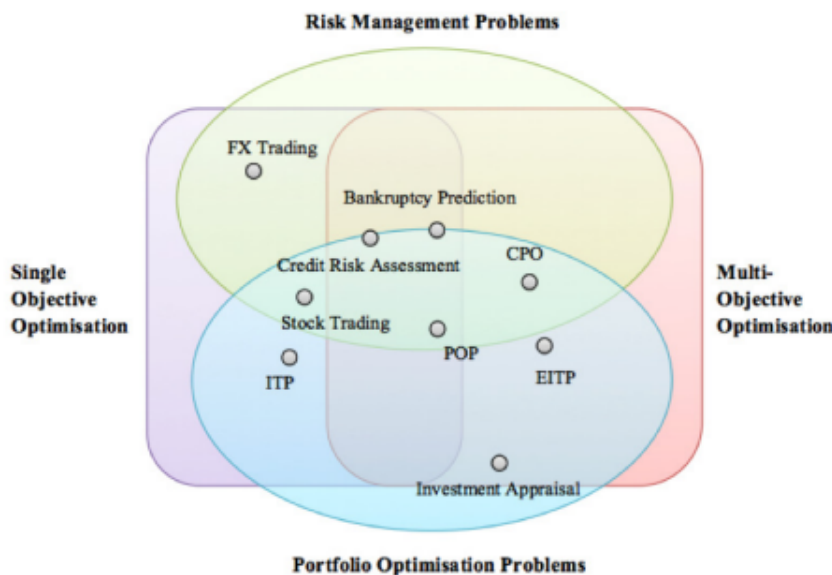 Risk Management Problems
FX Trading
Bankruptcy Prediction
Credit Risk Assessment
CPO
Single
Objective
Optimisation
Multi-
Objective
Optimisation
Stock Trading
POP
EITP
ITP
Investment Appraisal
Portfolio Optimisation Problems